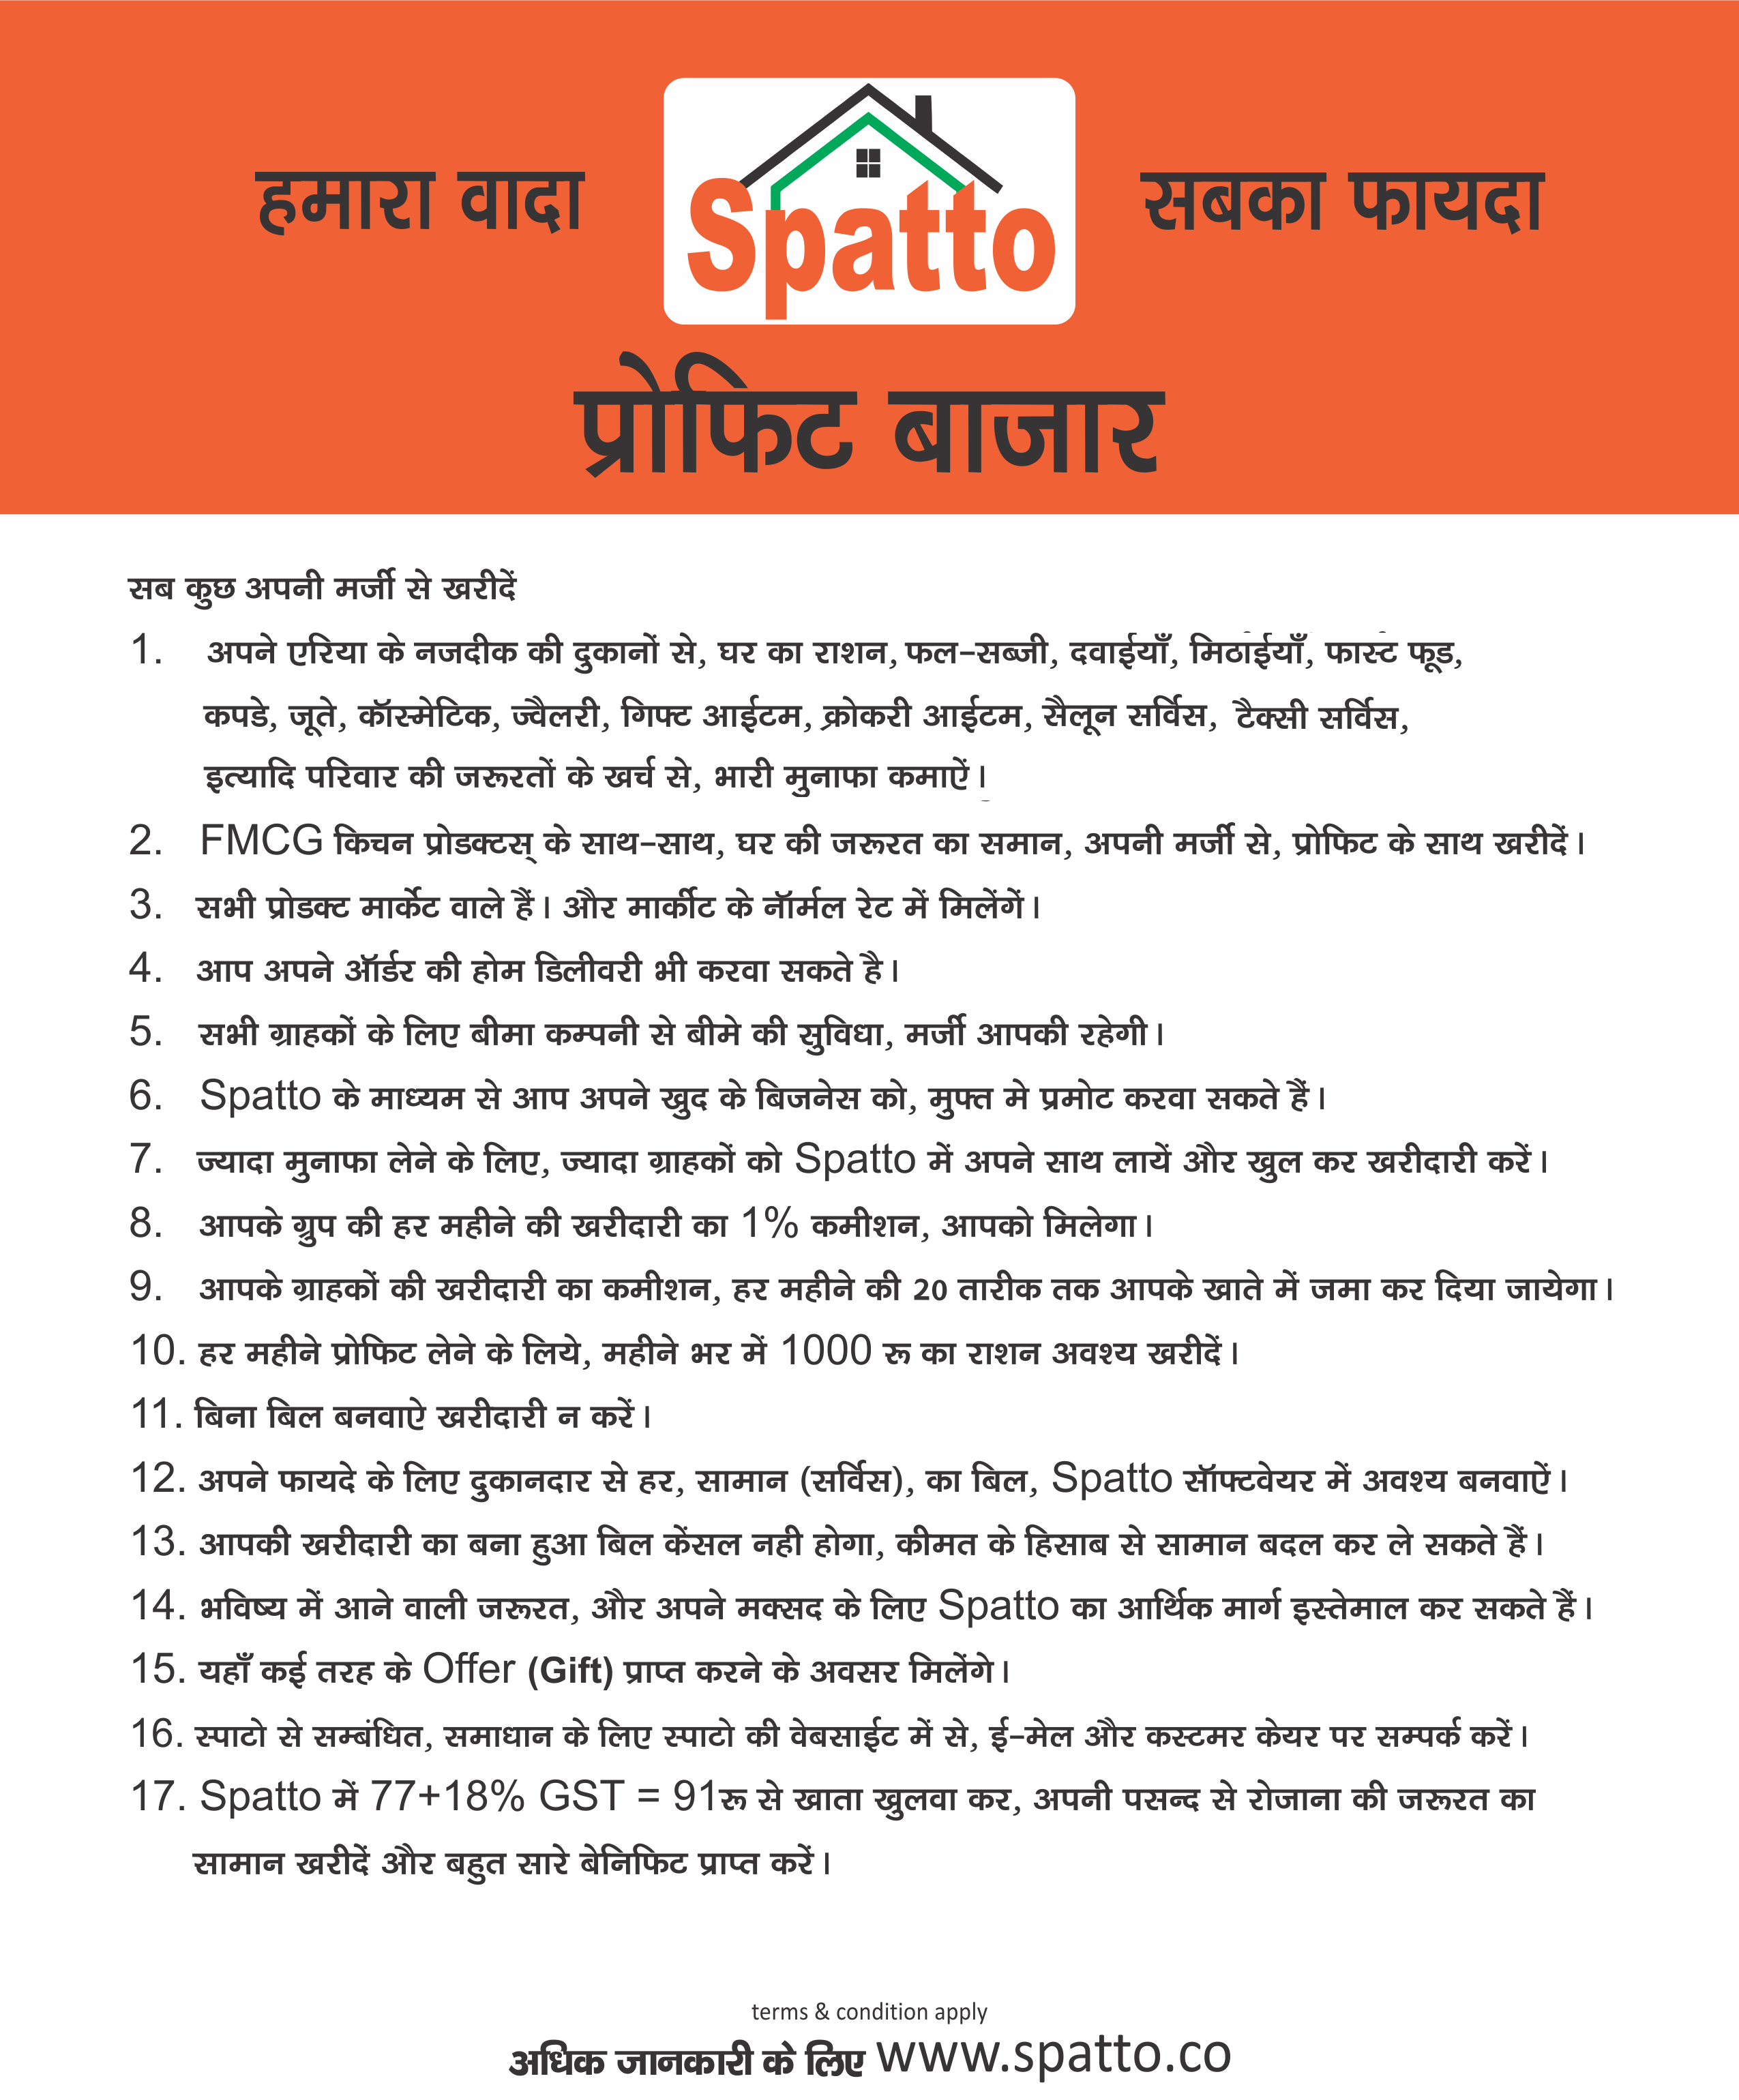 हमारा वादा
Spatto
सबका फायदा
प्रोफिट बाजार
सब कुछ अपनी मर्जी से खरीदें
1. अपने एरिया के नजदीक की दुकानों से, घर का राशन, फल-सब्जी, दवाईयाँ, मिठाईयाँ, फास्ट फूड,
कपडे, जूते, कॉस्मेटिक, ज्वैलरी, गिफ्ट आईटम, क्रोकरी आईटम, सैलून सर्विस, टैक्सी सर्विस,
इत्यादि परिवार की जरूरतों के खर्च से, भारी मुनाफा कमाऐं।
2. FMCG किचन प्रोडक्टस् के साथ-साथ, घर की जरूरत का समान, अपनी मर्जी से, प्रोफिट के साथ खरीदें।
3. सभी प्रोडक्ट मार्केट वाले हैं। और मार्कीट के नॉर्मल रेट में मिलेंगें।
4. आप अपने ऑर्डर की होम डिलीवरी भी करवा सकते है।
5. सभी ग्राहकों के लिए बीमा कम्पनी से बीमे की सुविधा, मर्जी आपकी रहेगी।
6. Spatto के माध्यम से आप अपने खुद के बिजनेस को, मुफ्त मे प्रमोट करवा सकते हैं।
7. ज्यादा मुनाफा लेने के लिए, ज्यादा ग्राहकों को Spatto में अपने साथ लायें और खुल कर खरीदारी करें।
8. आपके ग्रुप की हर महीने की खरीदारी का 1% कमीशन, आपको मिलेगा।
9. आपके ग्राहकों की खरीदारी का कमीशन, हर महीने की 20 तारीक तक आपके खाते में जमा कर दिया जायेगा।
10. हर महीने प्रोफिट लेने के लिये, महीने भर में 1000 रू का राशन अवश्य खरीदें।
11. बिना बिल बनवाऐ खरीदारी न करें।
12. अपने फायदे के लिए दुकानदार से हर, सामान (सर्विस), का बिल, Spatto सॉफ्टवेयर में अवश्य बनवाऐं।
13. आपकी खरीदारी का बना हुआ बिल केंसल नही होगा, कीमत के हिसाब से सामान बदल कर ले सकते हैं।
14. भविष्य में आने वाली जरूरत, और अपने मक्सद के लिए Spatto का आर्थिक मार्ग इस्तेमाल कर सकते हैं।
15. यहाँ कई तरह के Offer (Gift) प्राप्त करने के अवसर मिलेंगे।
16. स्पाटो से सम्बंधित, समाधान के लिए स्पाटो की वेबसाईट में से, ई-मेल और कस्टमर केयर पर सम्पर्क करें।
17. Spatto में 77+18% GST = 91रू से खाता खुलवा कर, अपनी पसन्द से रोजाना की जरूरत का
सामान खरीदें और बहुत सारे बेनिफिट प्राप्त करें।
terms & condition apply
अधिक जानकारी के लिए www.spatto.co